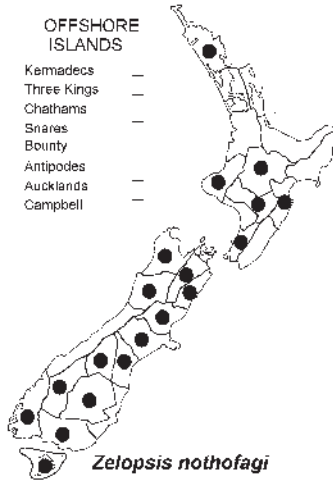 OFFSHORE
ISLANDS
Kermadecs —
Three Kings —
Chathams —
Snares
Bounty
Antipodes
Aucklands —
Campbell —
Zelopsis nothofagi